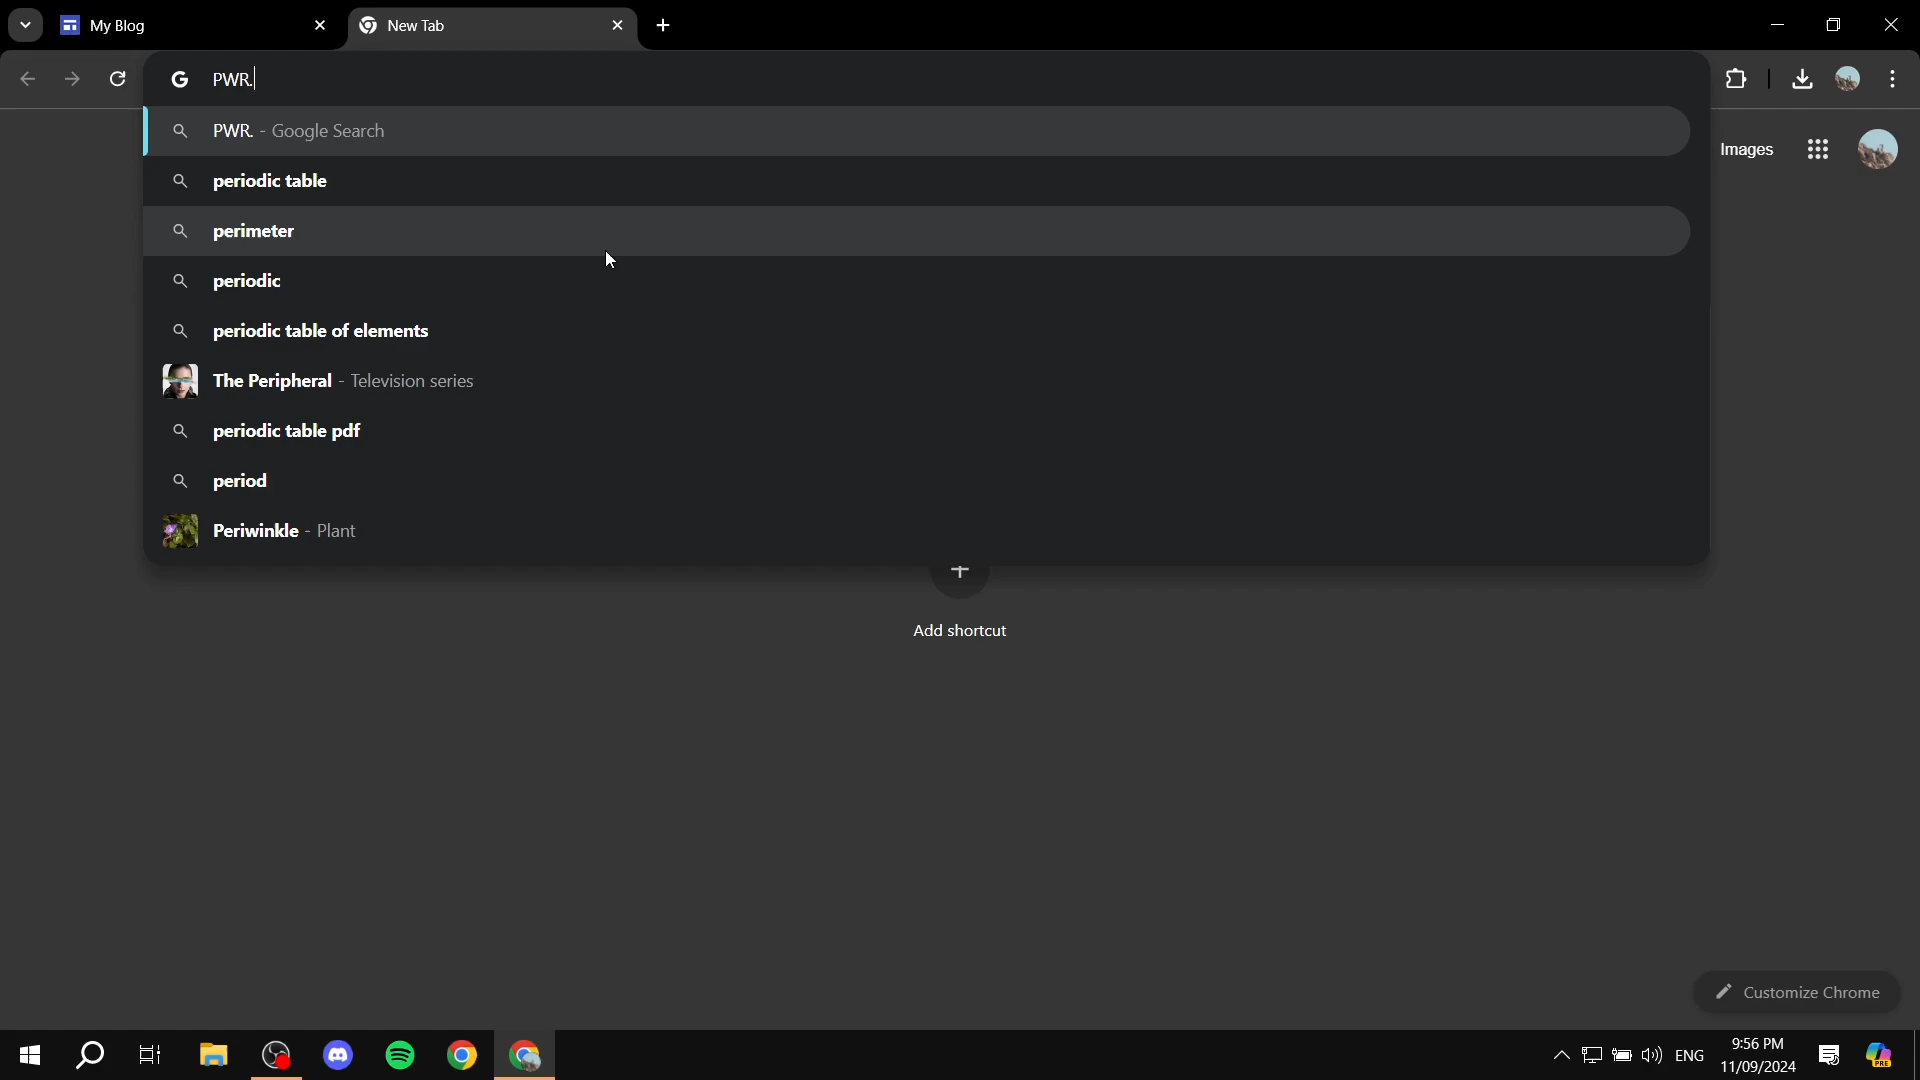 My Blog
New Tab
PWR.
PWR. - Google Search
periodic table
perimeter
periodic
periodic table of elements
The Peripheral - Television series
periodic table pdf
period
Periwinkle - Plant
Images
Add shortcut
Customize Chrome
ENG
9:56 PM
11/09/2024
PRE